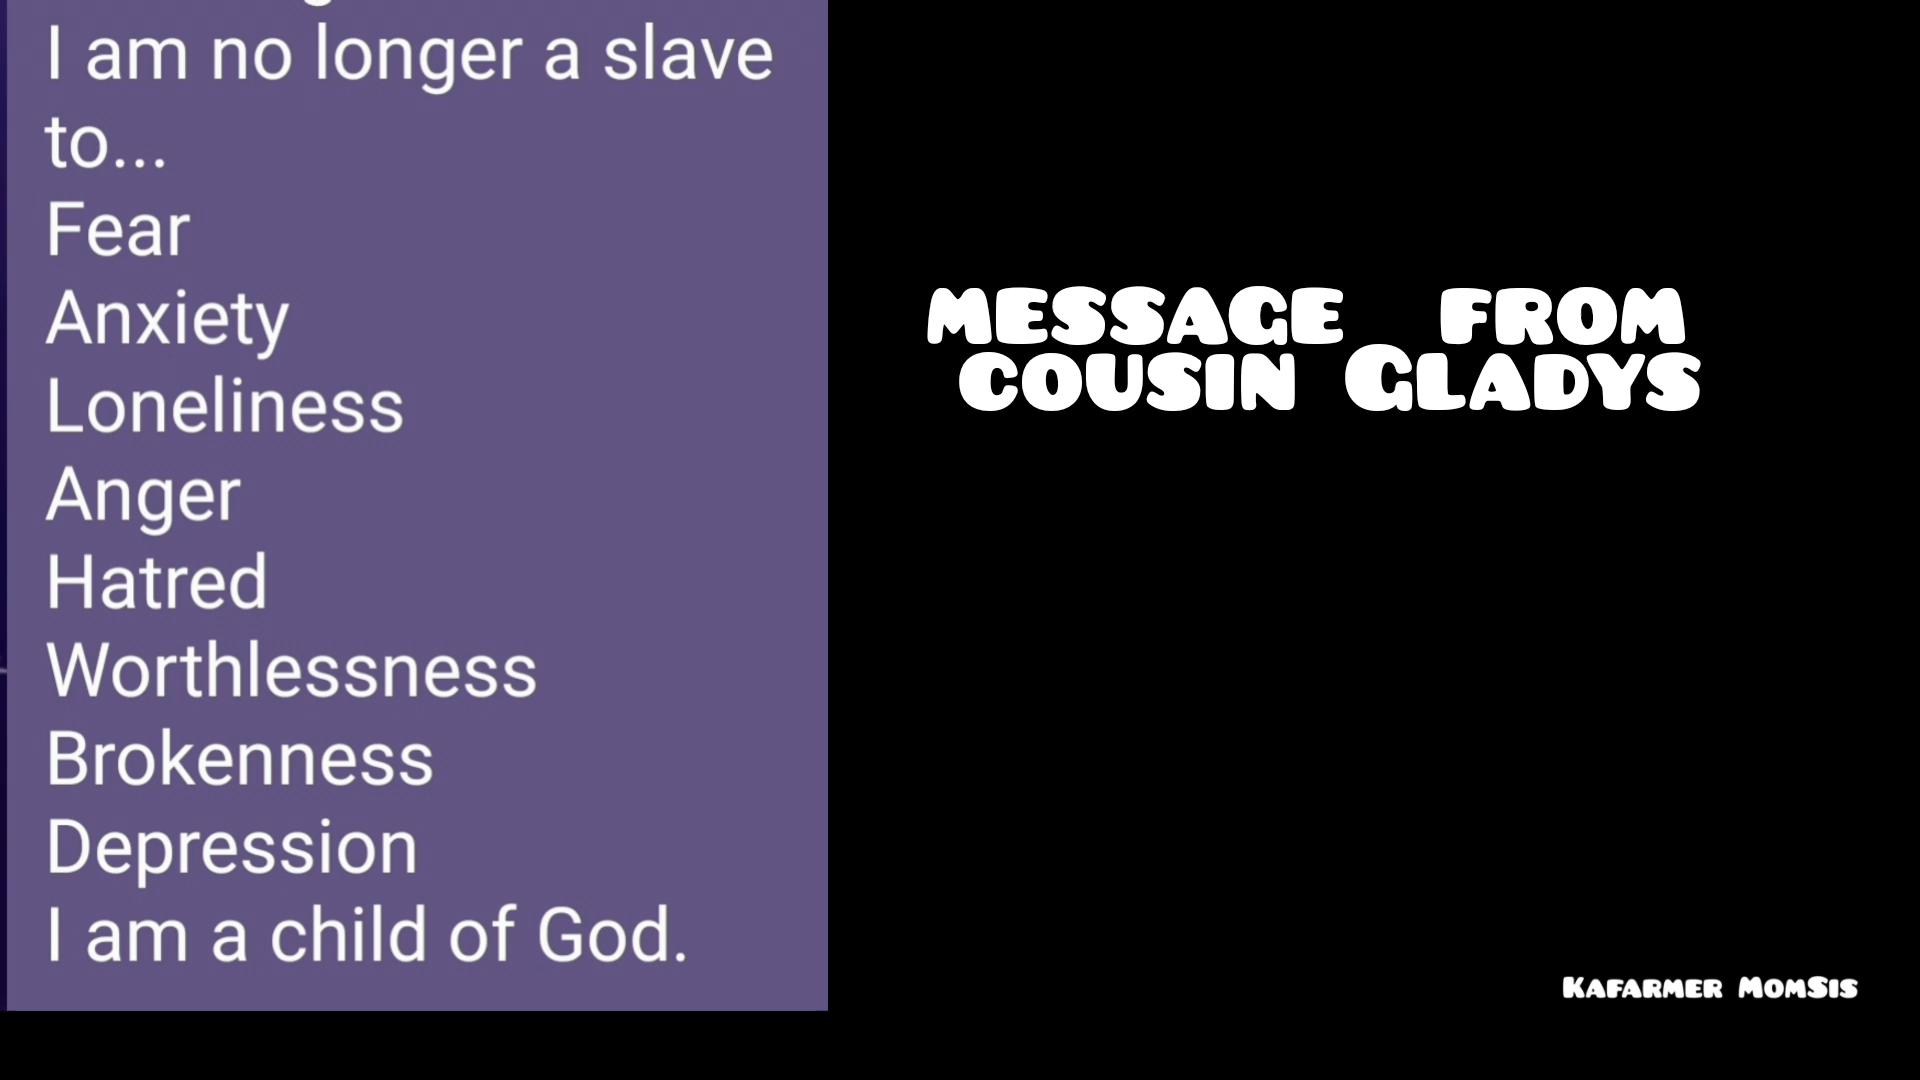 I am no longer a slave
to...
Fear
Anxiety
Loneliness
Anger
Hatred
Worthlessness
Brokenness
Depression
I am a child of God.
MESSAGE FROM
COUSIN GLADYS
KAFARMER MOMSIS